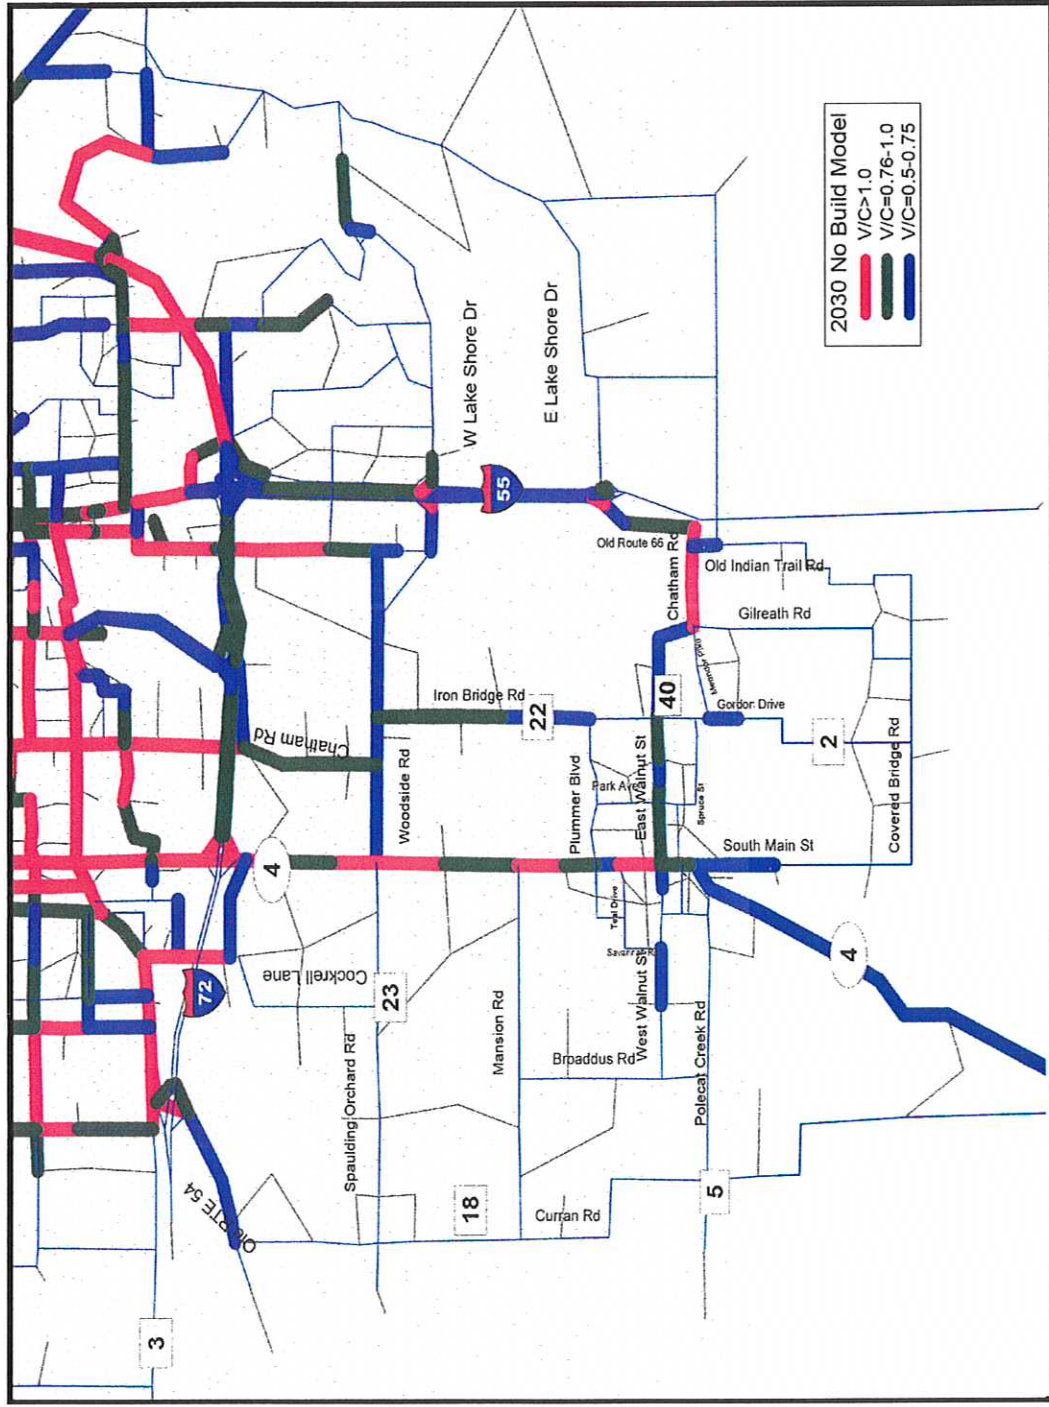 2030 No Build Model
V/C>1.0
V/C=0.76-1.0
V/C=0.5-0.75
W Lake Shore Dr
E Lake Shore Dr
55
Old Route 66
Chatham Rd
Old Indian Trail Rd
Gilreath Rd
Iron Bridge Rd
22
40
Gordon Drive
2
Chatham Rd
Woodside Rd
Plummer Blvd
Park Ave
East Walnut St
Spruce St
Covered Bridge Rd
South Main St
4
Teal Drive
4
72
Cockrell Lane
23
West Walnut St
Mansion Rd
Broaddus Rd
Polecat Creek Rd
Spaulding Orchard Rd
18
Curran Rd
5
3